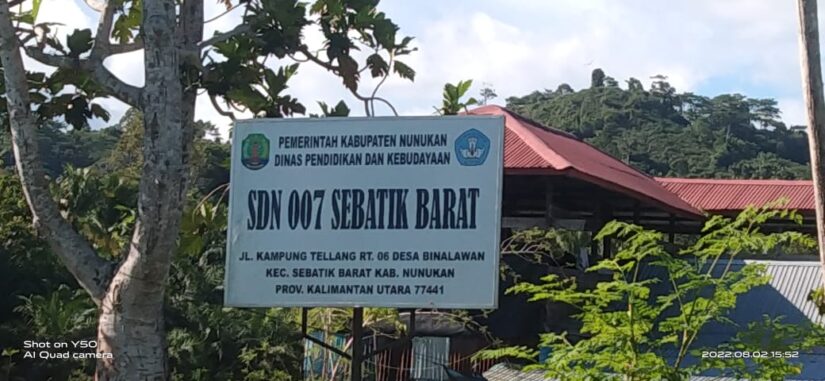 PEMERINTAH KABUPATEN NUNUKAN
DINAS PENDIDIKAN DAN KEBUDAYAAN
SDN 007 SEBATIK BARAT
JL. KAMPUNG TELLANG RT. 06 DESA BINALAWAN
KEC. SEBATIK BARAT KAB. NUNUKAN
PROV. KALIMANTAN UTARA 77441
Shot on Y50
AI Quad camera
2022.08.02 15:52